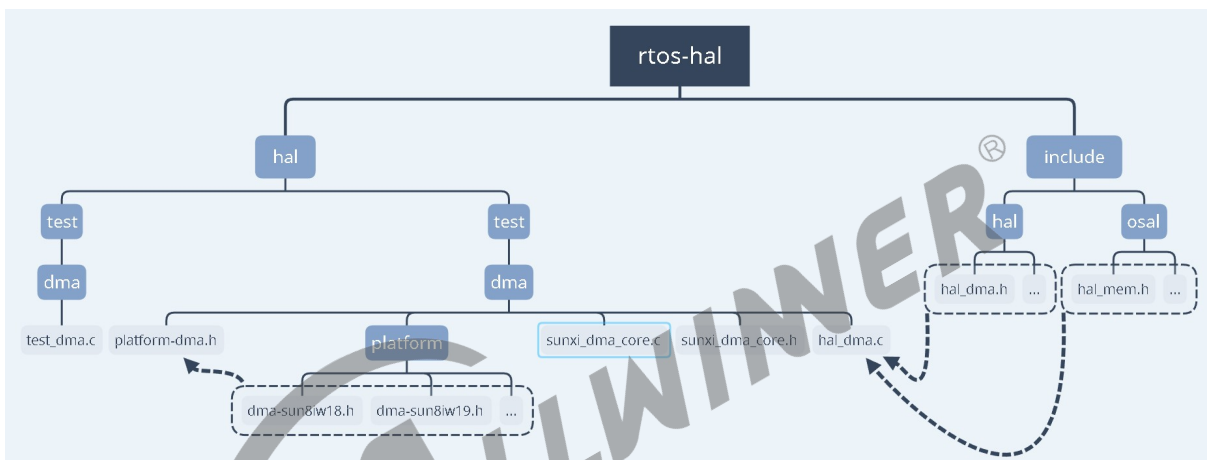 rtos-hal
hal
include
test
test
hal
osal
dma
dma
hal_dma.h
...
hal_mem.h
...
test_dma.c
platform-dma.h
platform
sunxi_dma_core.c
sunxi_dma_core.h
hal_dma.c
dma-sun8iw18.h
dma-sun8iw19.h
...
ALLWINNER®